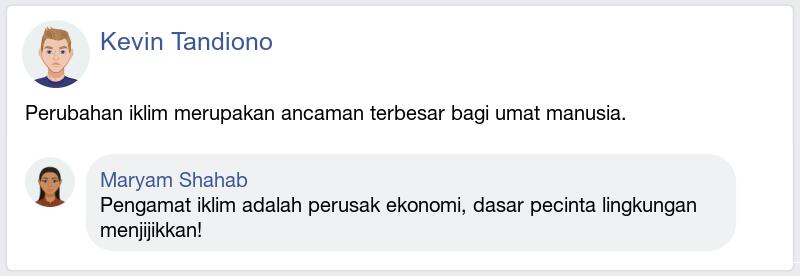 Kevin Tandiono
Perubahan iklim merupakan ancaman terbesar bagi umat manusia.
Maryam Shahab
Pengamat iklim adalah perusak ekonomi, dasar pecinta lingkungan
menjijikkan!